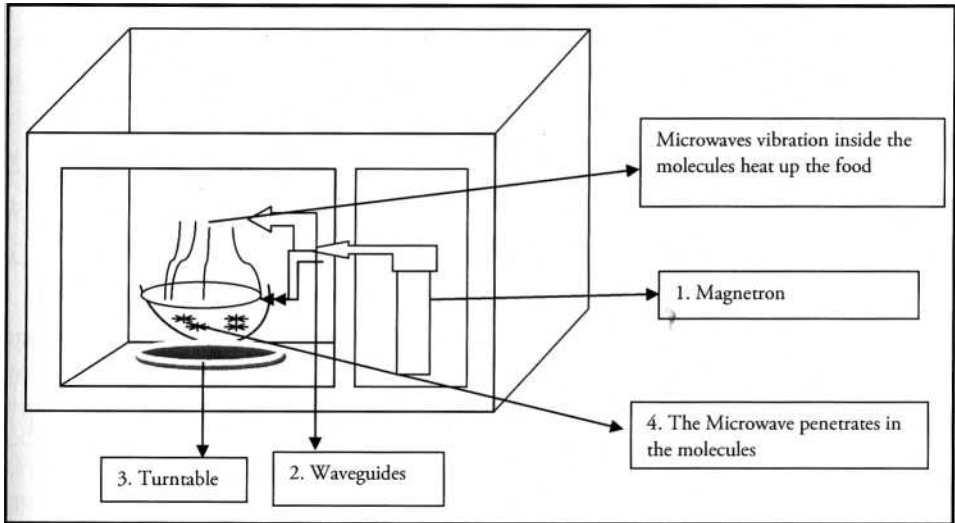 Microwaves vibration inside the
molecules heat up the food
1. Magnetron
4. The Microwave penetrates in
the molecules
3. Turntable
2. Waveguides